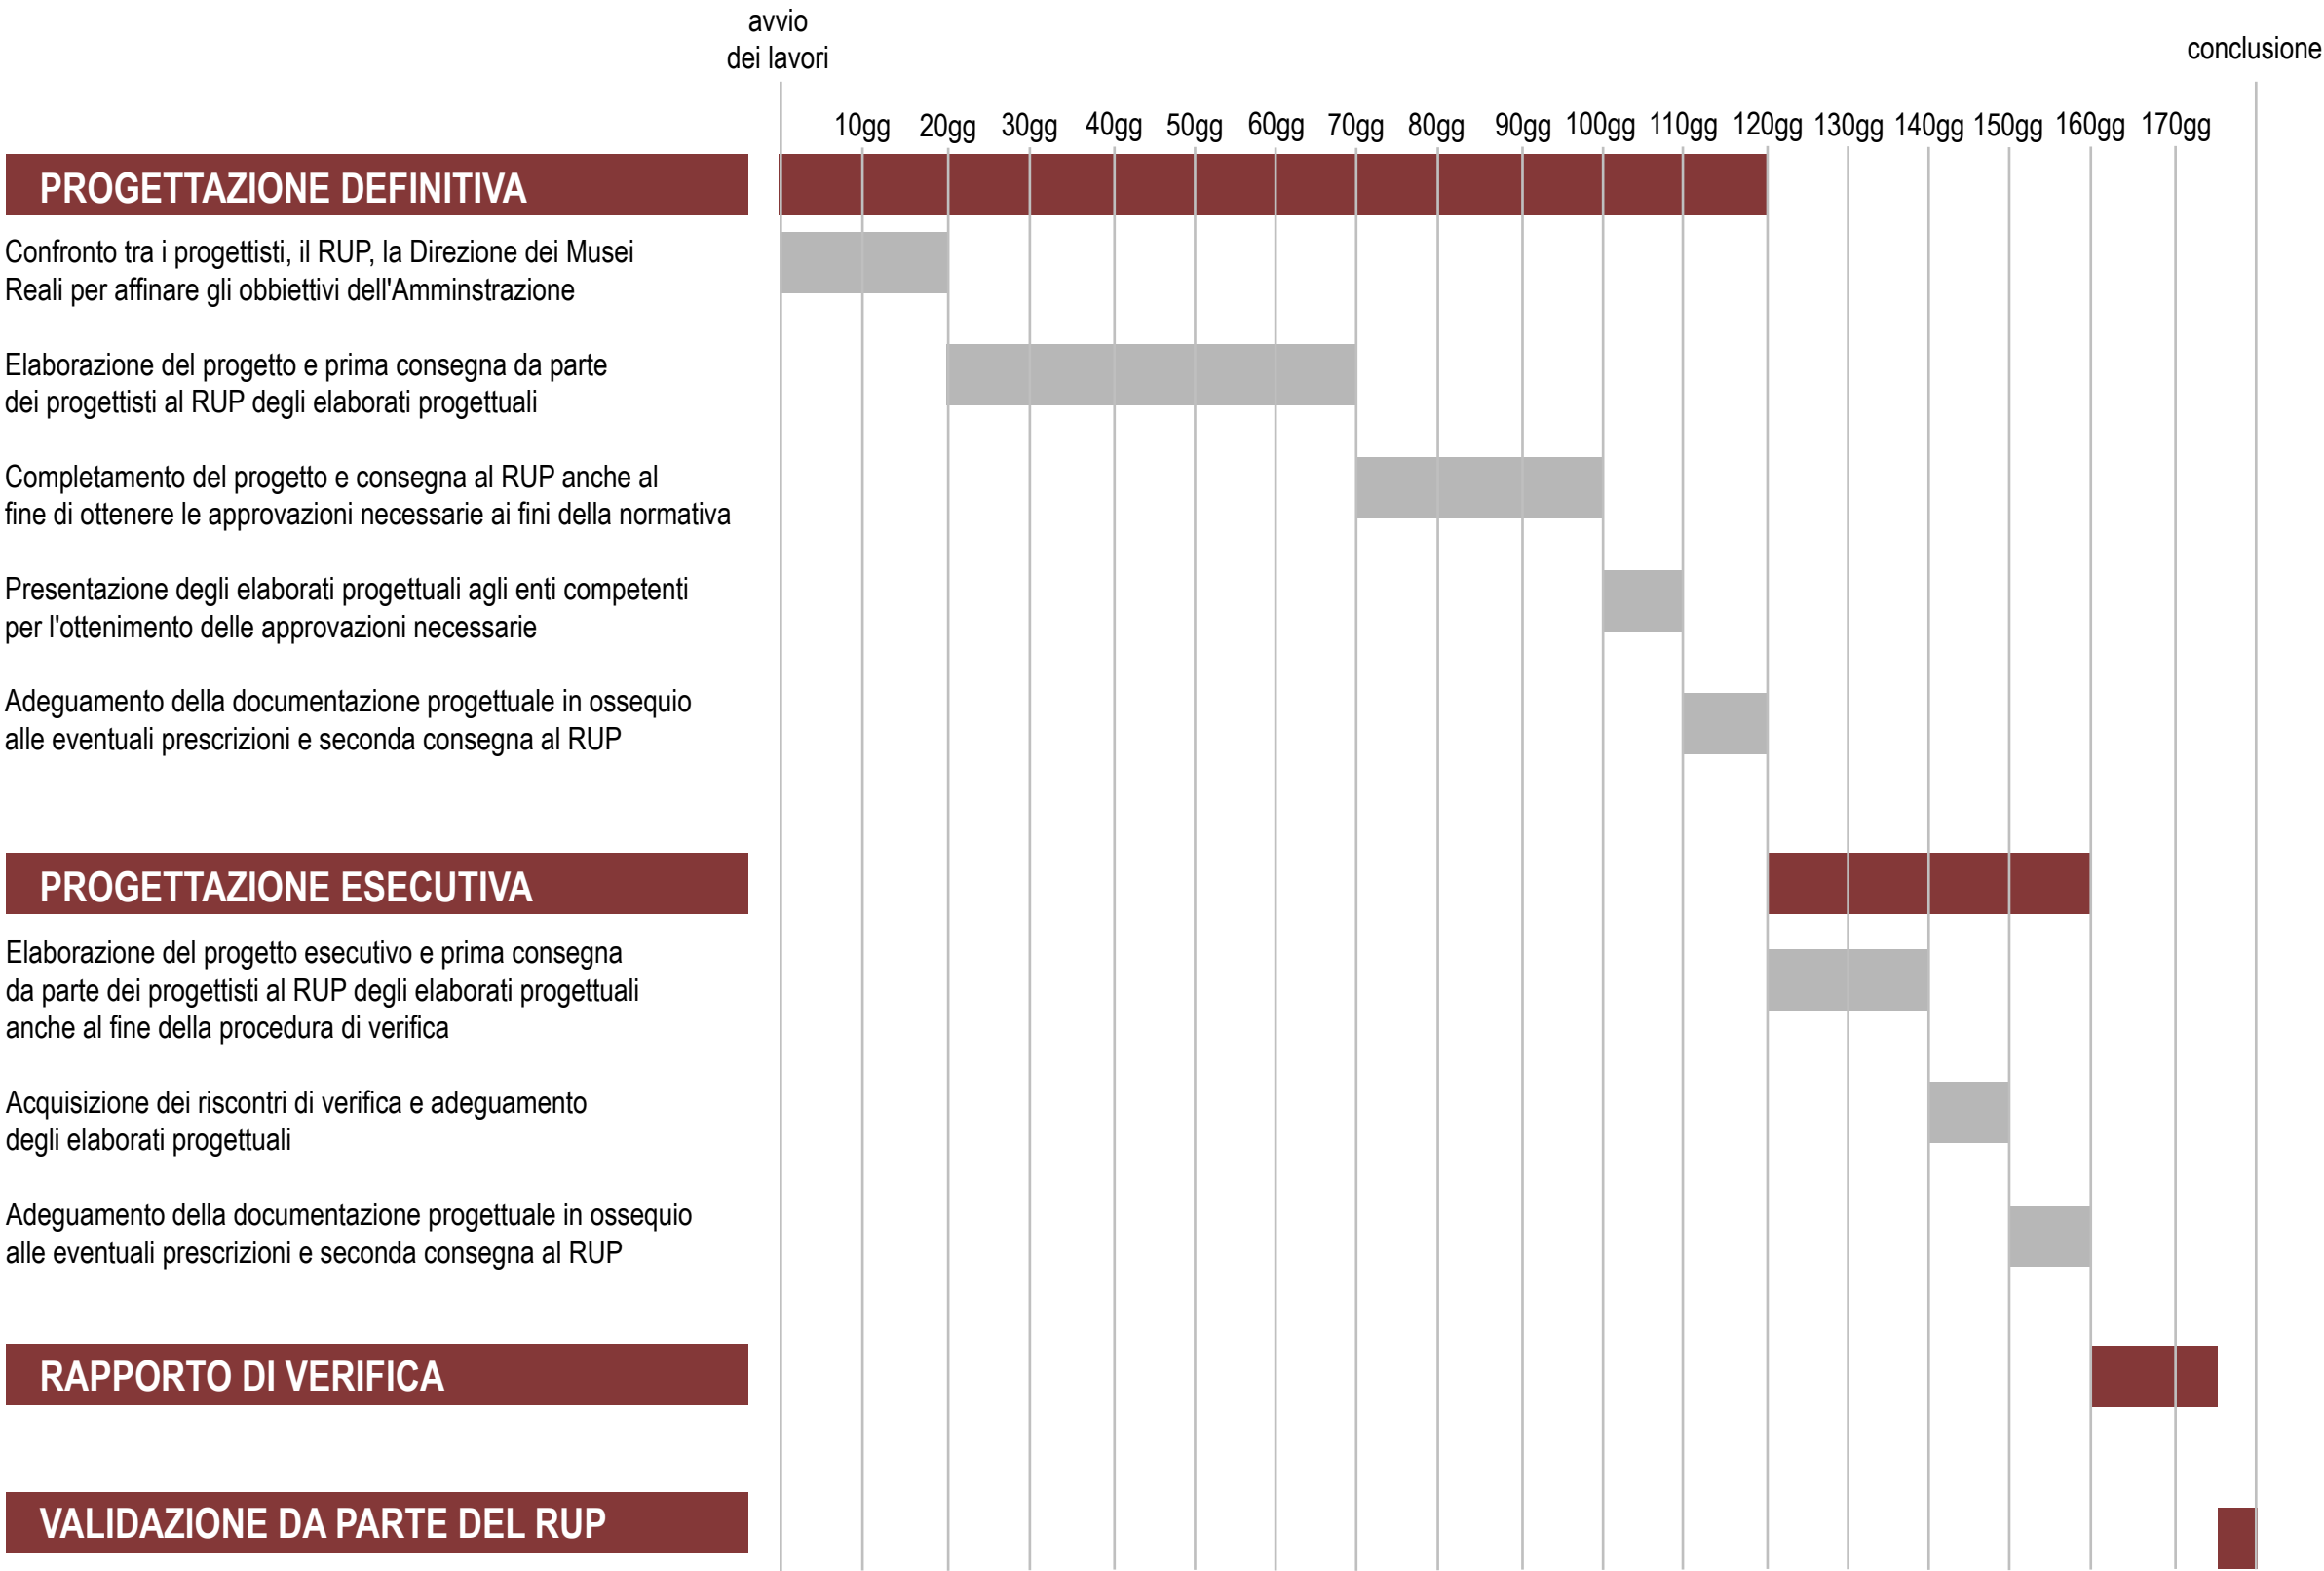 avvio
dei lavori
conclusione
10gg 20gg 30gg 40gg 50gg 60gg 70gg 80gg 90gg 100gg 110gg 120gg 130gg 140gg 150gg 160gg 170gg
PROGETTAZIONE DEFINITIVA
Confronto tra i progettisti, il RUP, la Direzione dei Musei
Reali per affinare gli obbiettivi dell'Amminstrazione
Elaborazione del progetto e prima consegna da parte
dei progettisti al RUP degli elaborati progettuali
Completamento del progetto e consegna al RUP anche al
fine di ottenere le approvazioni necessarie ai fini della normativa
Presentazione degli elaborati progettuali agli enti competenti
per l'ottenimento delle approvazioni necessarie
Adeguamento della documentazione progettuale in ossequio
alle eventuali prescrizioni e seconda consegna al RUP
PROGETTAZIONE ESECUTIVA
Elaborazione del progetto esecutivo e prima consegna
da parte dei progettisti al RUP degli elaborati progettuali
anche al fine della procedura di verifica
Acquisizione dei riscontri di verifica e adeguamento
degli elaborati progettuali
Adeguamento della documentazione progettuale in ossequio
alle eventuali prescrizioni e seconda consegna al RUP
RAPPORTO DI VERIFICA
VALIDAZIONE DA PARTE DEL RUP